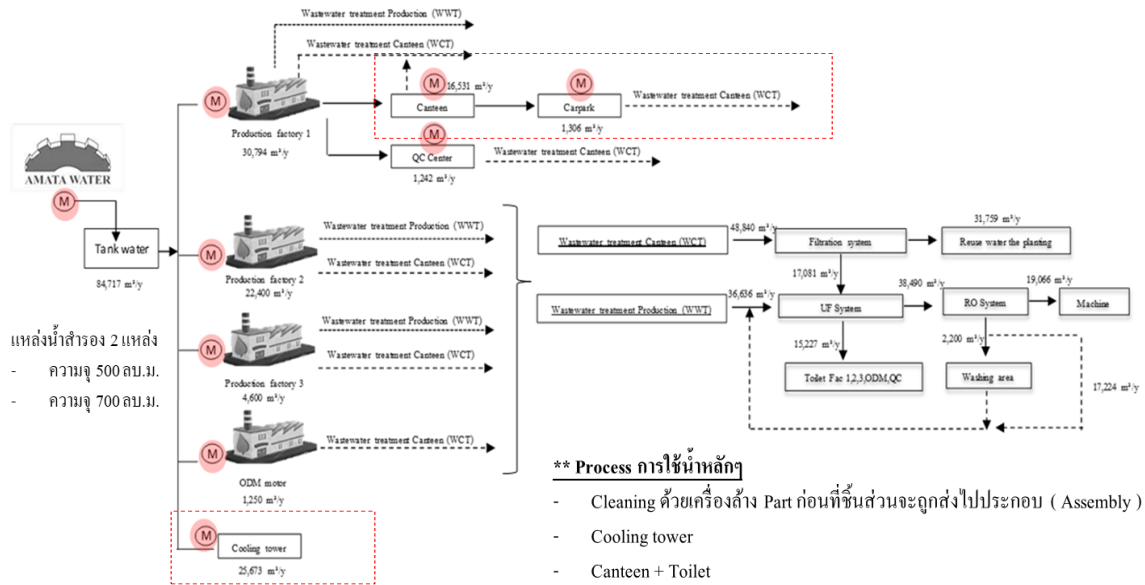 Wastewater treatment Production (WWT)
Wastewater treatment Canteen (WCT)
M
16,531 m³/y
M
M
Canteen
Carpark
Wastewater treatment Canteen (WCT)
1,306 m³/y
Production factory 1
30,794 m³/y
M
QC Center
Wastewater treatment Canteen (WCT)
1,242 m³/y
AMATA WATER
M
Tank water
84,717 m³/y
M
Wastewater treatment Production (WWT)
Wastewater treatment Canteen (WCT)
Production factory 2
22,400 m³/y
M
Wastewater treatment Production (WWT)
Wastewater treatment Canteen (WCT)
Production factory 3
4,600 m³/y
M
Wastewater treatment Canteen (WCT)
ODM motor
1,250 m³/y
M
Cooling tower
25,673 m³/y
แหล่งน้ำสำรอง 2 แหล่ง
- ความจุ 500 ลบ.ม.
- ความจุ 700 ลบ.ม.
Wastewater treatment Canteen (WCT)
48,840 m³/y
Filtration system
31,759 m³/y
Reuse water the planting
17,081 m³/y
Wastewater treatment Production (WWT)
36,636 m³/y
UF System
38,490 m³/y
RO System
19,066 m³/y
Machine
15,227 m³/y
2,200 m³/y
Toilet Fac 1,2,3,ODM,QC
Washing area
17,224
m³/y
** Process การใช้น้ำหลักๆ
- Cleaning ด้วยเครื่องล้าง Part ก่อนที่ชิ้นส่วนจะถูกส่งไปประกอบ ( Assembly )
- Cooling tower
- Canteen + Toilet